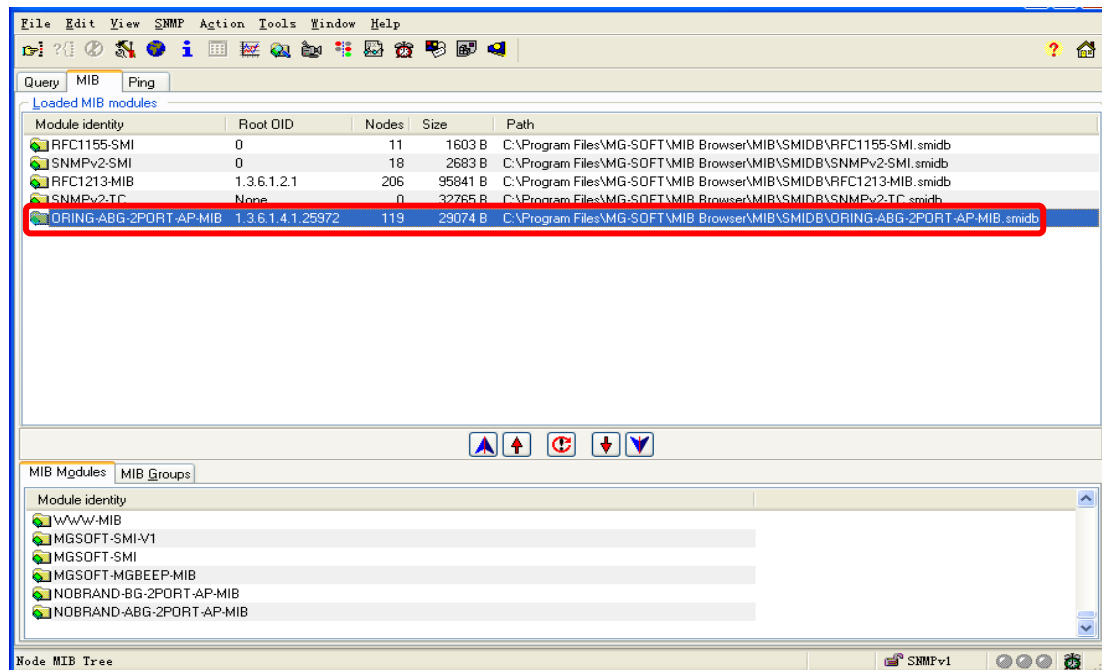 File Edit View SNMP Action Tools Window Help
Query MIB Ping
Loaded MIB modules
Module identity Root OID Nodes Size Path
RFC1155-SMI 0 11 1603 B C:\Program Files\MG-SOFT\MIB Browser\MIB\SMIDB\RFC1155-SMI.smidb
SNMPv2-SMI 0 18 2683 B C:\Program Files\MG-SOFT\MIB Browser\MIB\SMIDB\SNMPv2-SMI.smidb
RFC1213-MIB 1.3.6.1.2.1 206 95841 B C:\Program Files\MG-SOFT\MIB Browser\MIB\SMIDB\RFC1213-MIB.smidb
SNMPv2-TC None 0 32765 B C:\Program Files\MG-SOFT\MIB Browser\MIB\SMIDB\SNMPv2-TC.smidb
ORING-ABG-2PORT-AP-MIB 1.3.6.1.4.1.25972 119 29074 B C:\Program Files\MG-SOFT\MIB Browser\MIB\SMIDB\ORING-ABG-2PORT-AP-MIB.smidb
MIB Modules MIB Groups
Module identity
WWW-MIB
MGSOFT-SMI-V1
MGSOFT-SMI
MGSOFT-MGBEEP-MIB
NOBRAND-BG-2PORT-AP-MIB
NOBRAND-ABG-2PORT-AP-MIB
Node MIB Tree SNMPv1